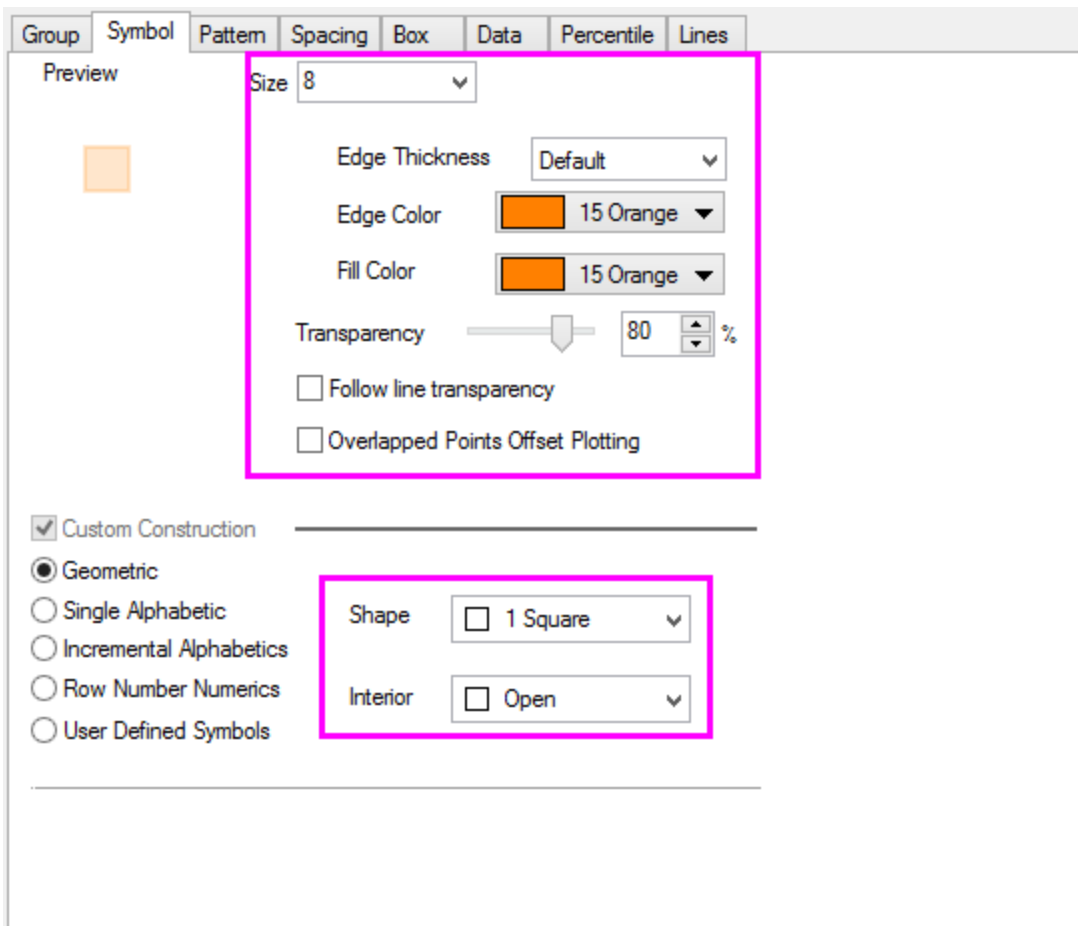 Group Symbol Pattern Spacing Box Data Percentile Lines
Preview
Size 8
Edge Thickness Default
Edge Color 15 Orange
Fill Color 15 Orange
Transparency 80 %
Follow line transparency
Overlapped Points Offset Plotting
Custom Construction
Geometric
Single Alphabetic
Incremental Alphabetics
Row Number Numerics
User Defined Symbols
Shape 1 Square
Interior Open